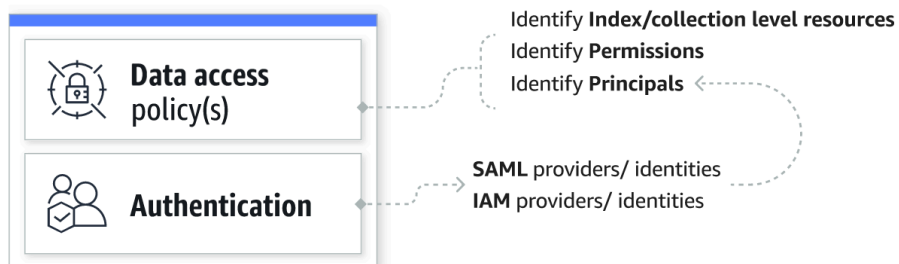 Data access
policy(s)
Identify Index/collection level resources
Identify Permissions
Identify Principals
Authentication
SAML providers/ identities
IAM providers/ identities